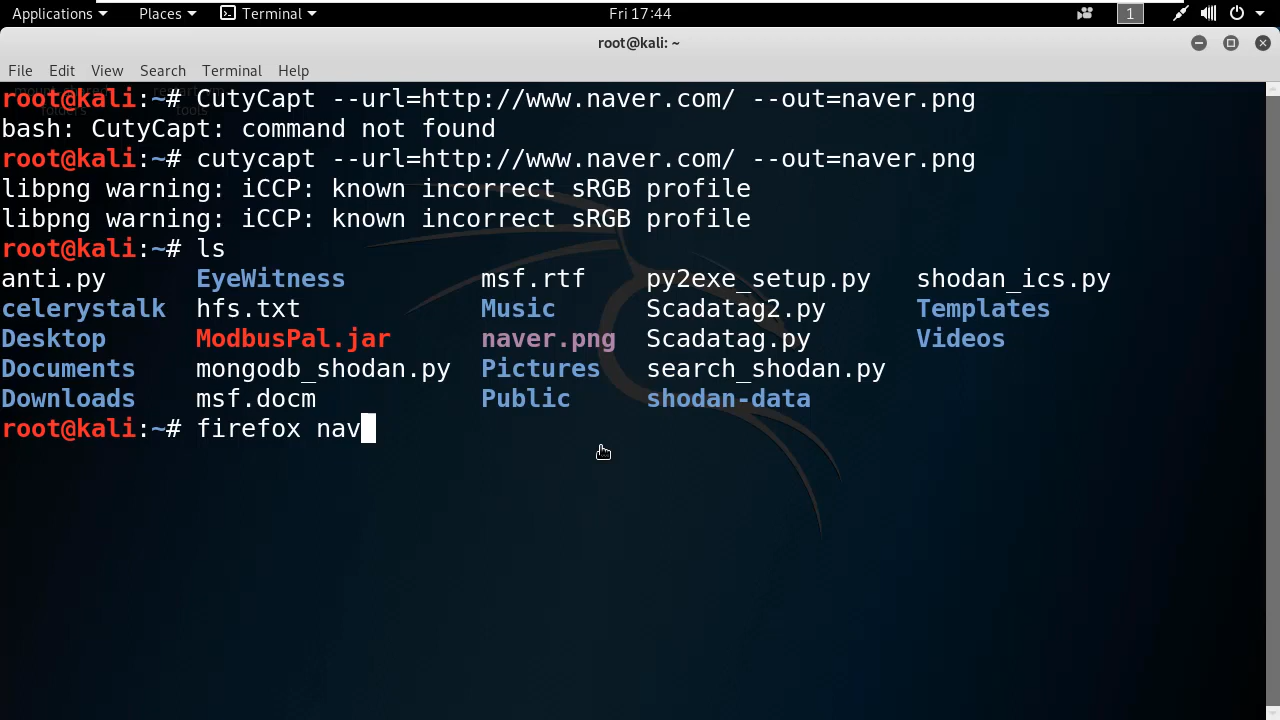 Applications Places Terminal Fri 17:44 1
root@kali: ~
File Edit View Search Terminal Help
root@kali:~# CutyCapt --url=http://www.naver.com/ --out=naver.png
bash: CutyCapt: command not found
root@kali:~# cutycapt --url=http://www.naver.com/ --out=naver.png
libpng warning: iCCP: known incorrect sRGB profile
libpng warning: iCCP: known incorrect sRGB profile
root@kali:~# ls
anti.py EyeWitness msf.rtf py2exe_setup.py shodan_ics.py
celerystalk hfs.txt Music Scadatag2.py Templates
Desktop ModbusPal.jar naver.png Scadatag.py Videos
Documents mongodb_shodan.py Pictures search_shodan.py
Downloads msf.docm Public shodan-data
root@kali:~# firefox nav